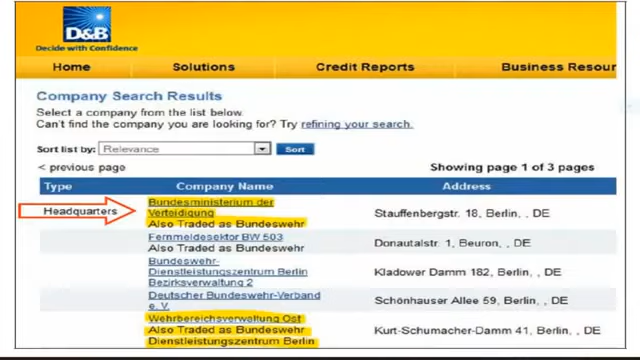 D&B
Decide with Confidence
Home Solutions Credit Reports Business Resour
Company Search Results
Select a company from the list below.
Can't find the company you are looking for? Try refining your search.
Sort list by: Relevance Sort
< previous page Showing page 1 of 3 pages
Type Company Name Address
Headquarters
Bundesministerium der
Verteidigung
Also Traded as Bundeswehr
Stauffenbergstr. 18, Berlin, , DE
Fernmeldesektor BW 503
Also Traded as Bundeswehr
Donautalstr. 1, Beuron, , DE
Bundeswehr-
Dienstleistungszentrum Berlin
Bezirksverwaltung 2
Kladower Damm 182, Berlin, , DE
Deutscher Bundeswehr-Verband
e. V.
Schönhauser Allee 59, Berlin, , DE
Wehrbereichsverwaltung Ost
Also Traded as Bundeswehr
Dienstleistungszentrum Berlin
Kurt-Schumacher-Damm 41, Berlin, , DE